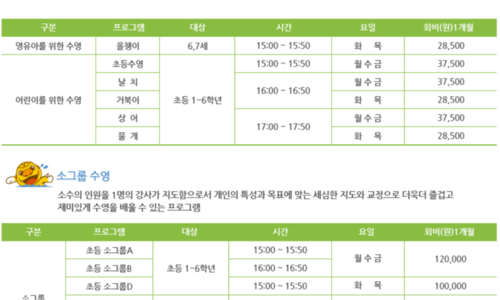 구분 프로그램 대상 시간 요일 회비(원)1개월
영유아를 위한 수영 올챙이 6,7세 15:00 ~ 15:50 화 목 28,500
초등수영 15:00 ~ 15:50 월 수 금 37,500
날 치 월 수 금 37,500
16:00 ~ 16:50
어린이를 위한 수영 거북이 초등 1~6학년 화 목 28,500
상 어 월 수 금 37,500
17:00 ~ 17:50
물 개 화 목 28,500
소그룹 수영
소수의 인원을 1명의 강사가 지도함으로서 개인의 특성과 목표에 맞는 세심한 지도와 교정으로 더욱더 즐겁고
재미있게 수영을 배울 수 있는 프로그램
구분 프로그램 대상 시간 요일 회비(원)1개월
초등 소그룹A 15:00 ~ 15:50
월 수 금 120,000
초등 소그룹B 초등 1~6학년 16:00 ~ 16:50
초등 소그룹D 15:00 ~ 15:50 화 목 100,000
소그룹